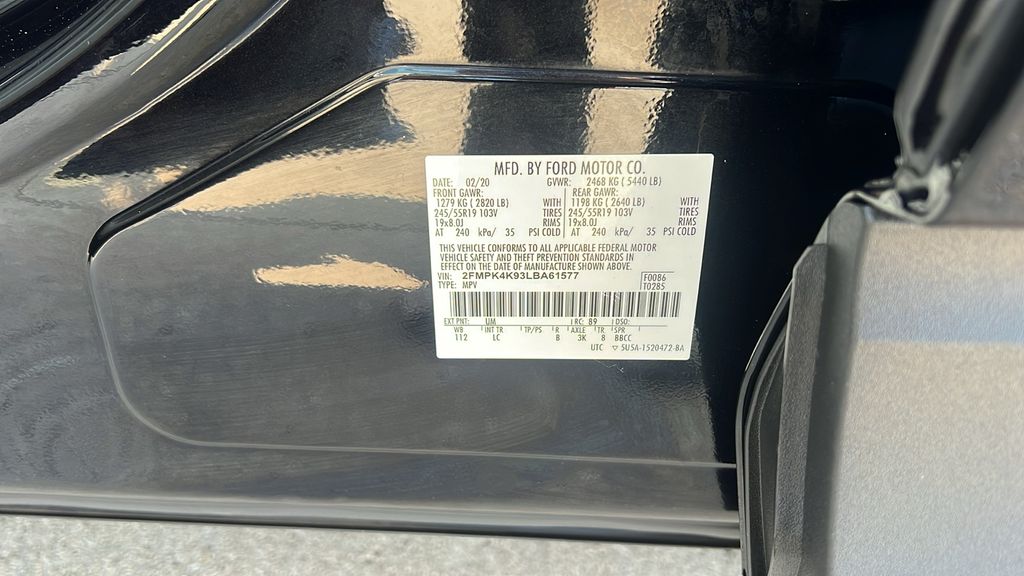 MFD. BY FORD MOTOR CO.
DATE: 02/20 GVWR: 2468 KG ( 5440 LB)
FRONT GAWR: REAR GAWR:
1279 KG ( 2820 LB) WITH 1198 KG ( 2640 LB) WITH
245/55R19 103V TIRES 245/55R19 103V TIRES
19x8.0J RIMS 19x8.0J RIMS
AT 240 kPa/ 35 PSI COLD AT 240 kPa/ 35 PSI COLD
THIS VEHICLE CONFORMS TO ALL APPLICABLE FEDERAL MOTOR
VEHICLE SAFETY AND THEFT PREVENTION STANDARDS IN
EFFECT ON THE DATE OF MANUFACTURE SHOWN ABOVE.
VIN: 2FMPK4K93LBA61577 F0086
TYPE: MPV T0285
EXT PNT: UM RC: 89 DSO:
WB INT TR TP/PS R AXLE TR SPR
112 LC B 3K 8 BBCC
UTC ▽ 5U5A-1520472-BA